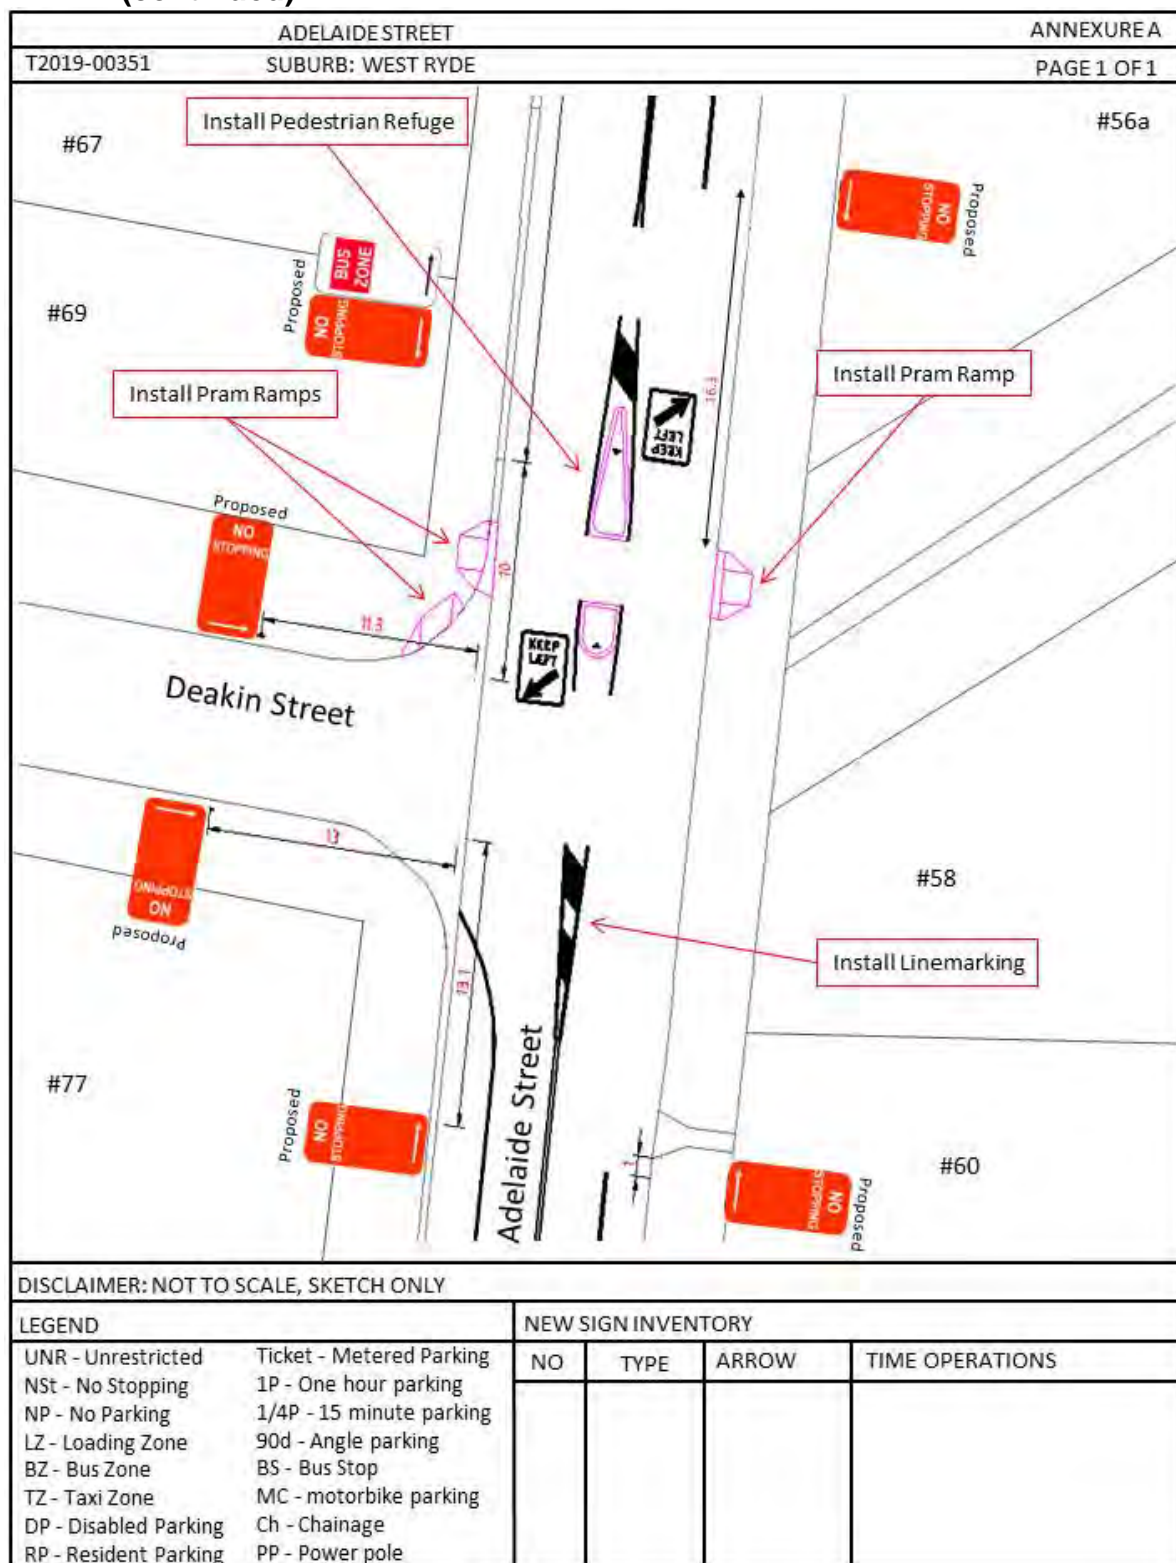 ADELAIDE STREET
ANNEXURE A
T2019-00351
SUBURB: WEST RYDE
PAGE 1 OF 1
Install Pedestrian Refuge
#67
#56a
NO
STOPPING
Proposed
BUS
ZONE
Proposed
NO
STOPPING
#69
Install Pram Ramps
Install Pram Ramp
KEEP
LEFT
16.3
Proposed
NO
STOPPING
10
11.3
KEEP
LEFT
Deakin Street
13
NO
STOPPING
Proposed
#58
Install Linemarking
13.1
Adelaide Street
#77
Proposed
NO
STOPPING
#60
NO
STOPPING
Proposed
DISCLAIMER: NOT TO SCALE, SKETCH ONLY
LEGEND
UNR - Unrestricted
NSt - No Stopping
NP - No Parking
LZ - Loading Zone
BZ - Bus Zone
TZ - Taxi Zone
DP - Disabled Parking
RP - Resident Parking
Ticket - Metered Parking
1P - One hour parking
1/4P - 15 minute parking
90d - Angle parking
BS - Bus Stop
MC - motorbike parking
Ch - Chainage
PP - Power pole
NEW SIGN INVENTORY
NO
TYPE
ARROW
TIME OPERATIONS